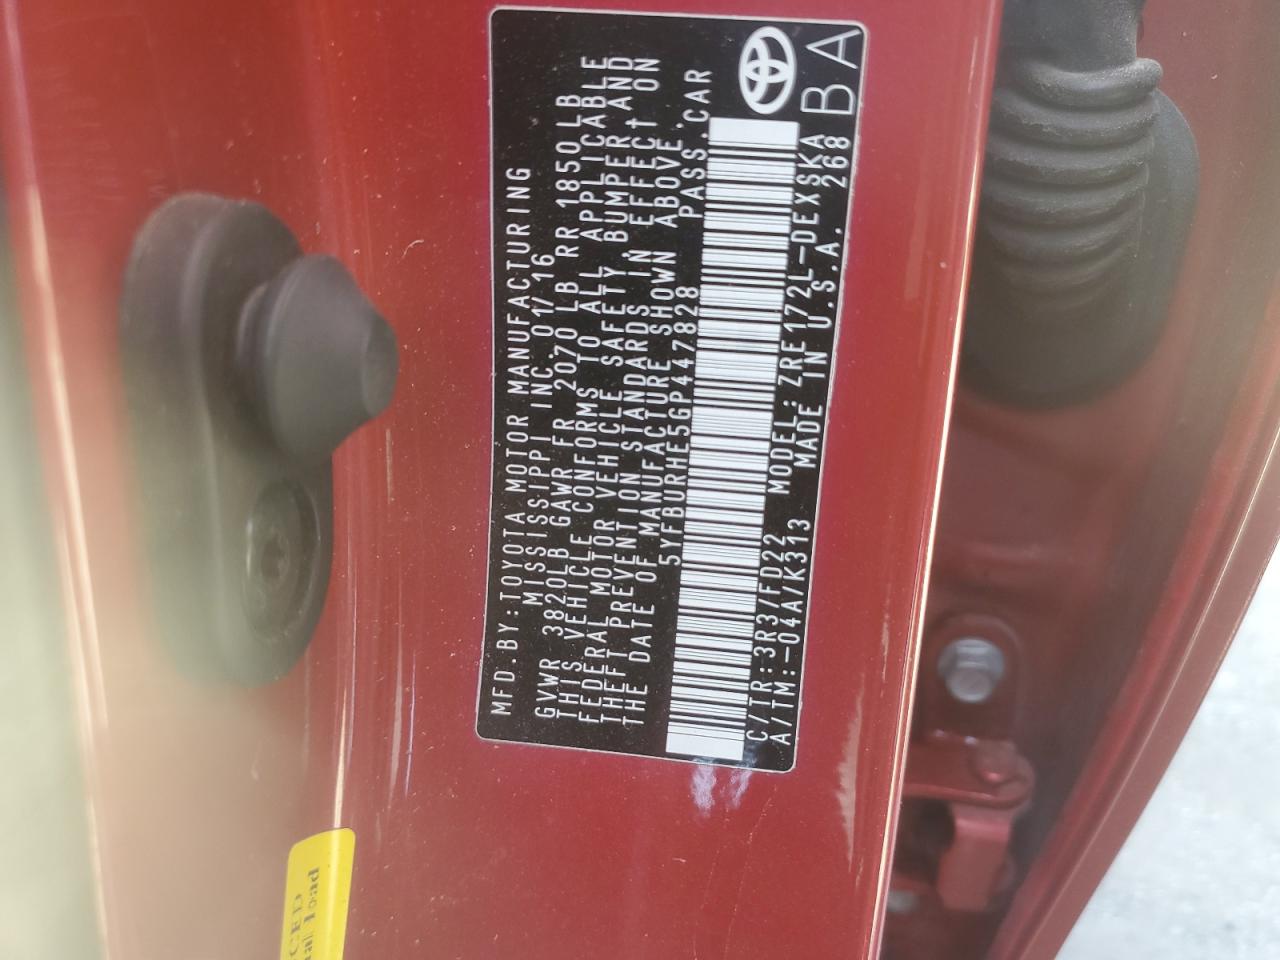 MFD.BY:TOYOTA MOTOR MANUFACTURING
MISSISSIPPI INC. 01/16
GVWR 3820LB GAWR FR 2070 LB RR 1850LB
THIS VEHICLE CONFORMS TO ALL APPLICABLE
FEDERAL MOTOR VEHICLE SAFETY, BUMPER AND
THEFT PREVENTION STANDARDS IN EFFECT ON
THE DATE OF MANUFACTURE SHOWN ABOVE.
5YFBURHE5GP447828 PASS.CAR
C/TR:3R3/FD22 MODEL:ZRE172L-DEXSKA
A/TM:-04A/K313 MADE IN U.S.A. 268
BA